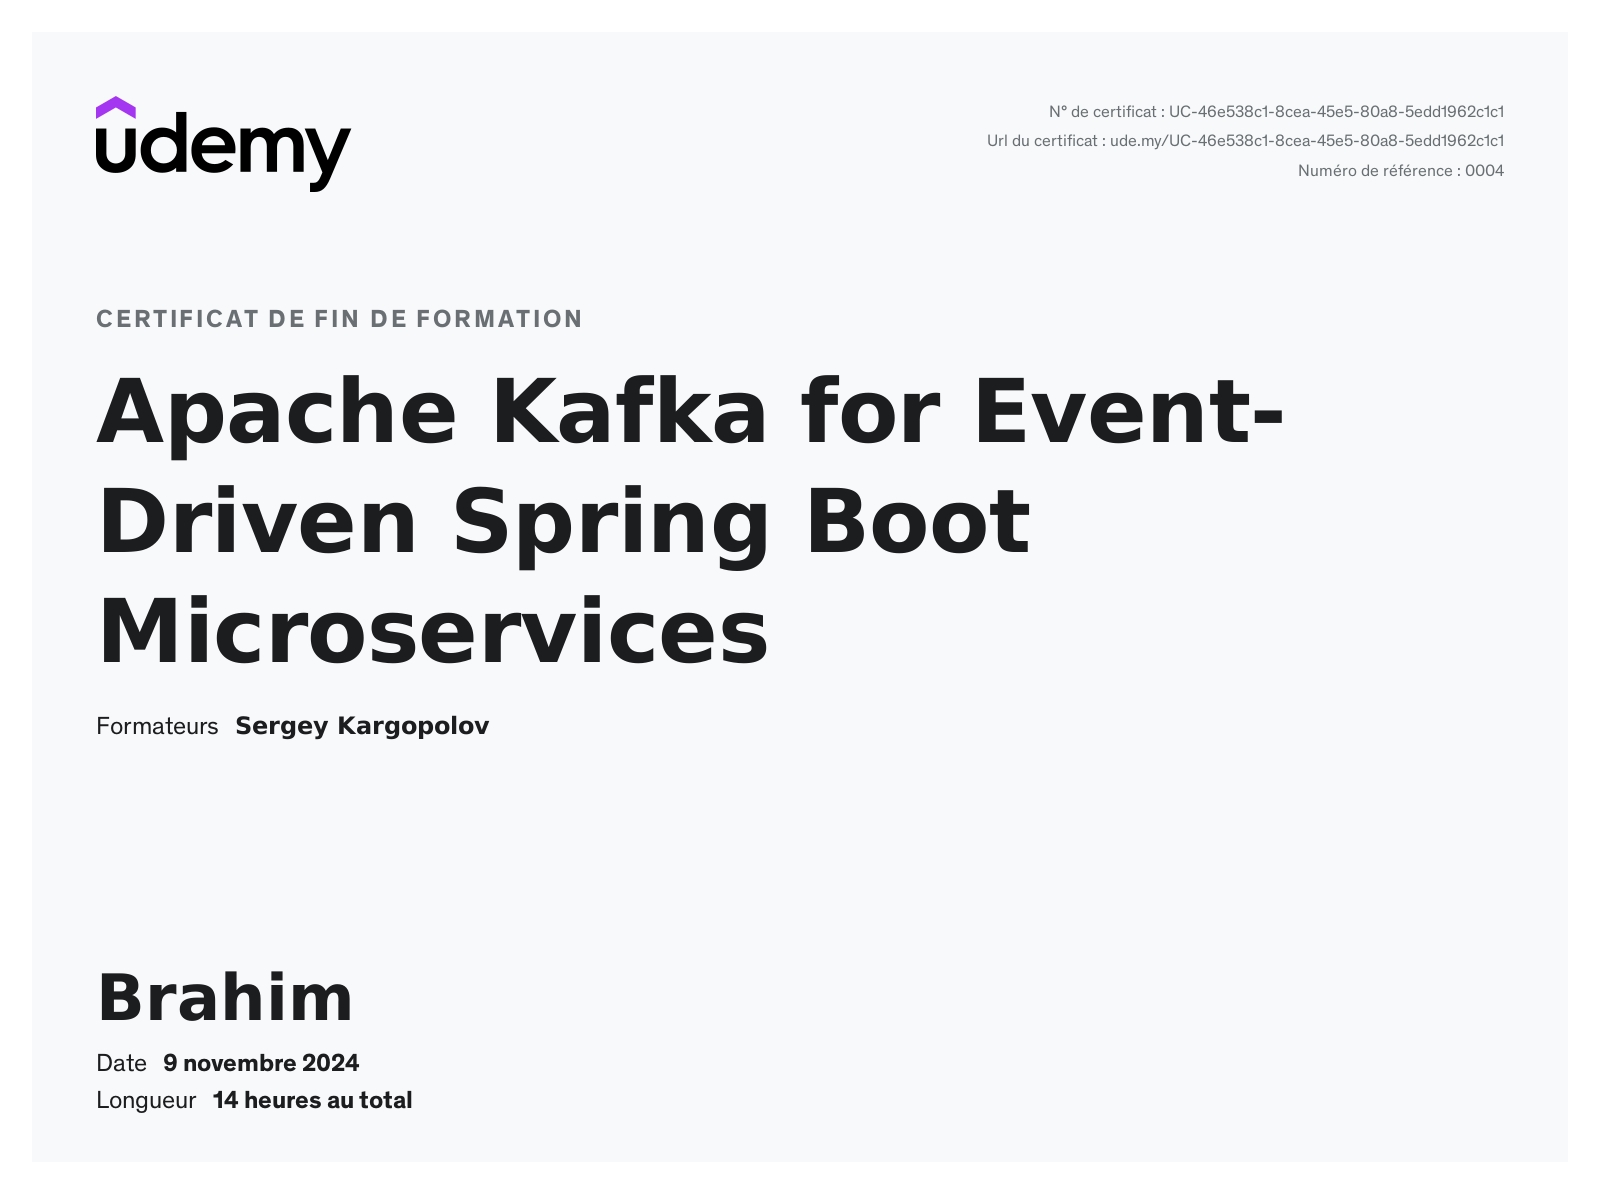 udemy
N° de certificat : UC-46e538c1-8cea-45e5-80a8-5edd1962c1c1
Url du certificat : ude.my/UC-46e538c1-8cea-45e5-80a8-5edd1962c1c1
Numéro de référence : 0004
CERTIFICAT DE FIN DE FORMATION
Apache Kafka for Event-
Driven Spring Boot
Microservices
Formateurs Sergey Kargopolov
Brahim
Date 9 novembre 2024
Longueur 14 heures au total